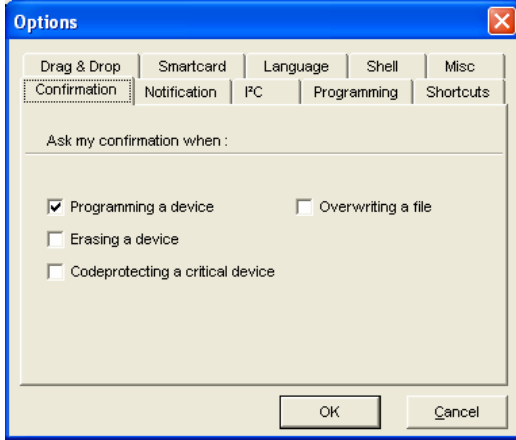 Options
Drag & Drop Smartcard Language Shell Misc
Confirmation Notification I²C Programming Shortcuts
Ask my confirmation when :
Programming a device Overwriting a file
Erasing a device
Codeprotecting a critical device
OK Cancel